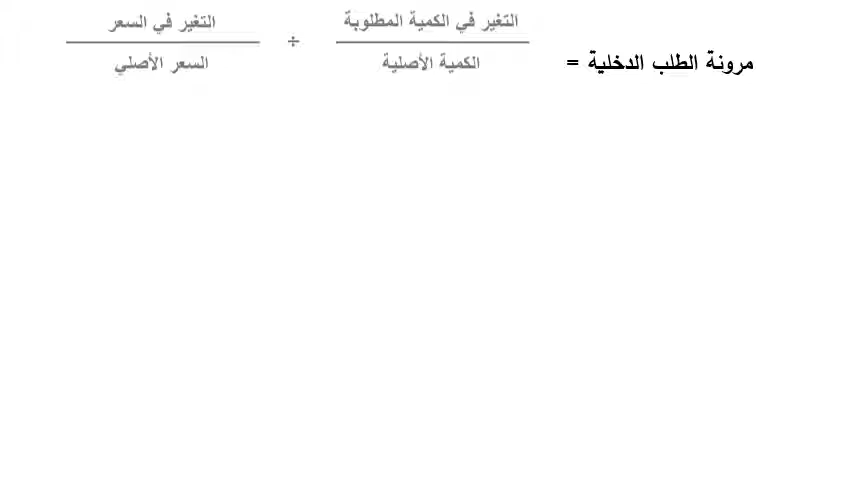 مرونة الطلب الدخلية =
التغير في الكمية المطلوبة
الكمية الأصلية
÷
التغير في السعر
السعر الأصلي